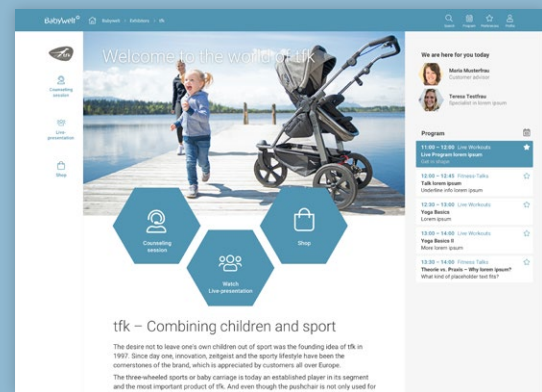 Babywelt®
Babywelt / Exhibitors / tfk
Search
Program
Preferences
Profile
tfk
Counseling
session
Live-
presentation
Shop
Welcome to the world of tfk
Counseling
session
Watch
Live-presentation
Shop
tfk – Combining children and sport
The desire not to leave one's own children out of sport was the founding idea of tfk in
1997. Since day one, innovation, zeitgeist and the sporty lifestyle have been the
cornerstones of the brand, which is appreciated by customers all over Europe.
The three-wheeled sports or baby carriage is today an established player in its segment
and the most important product of tfk. And even though the pushchair is not only used for
We are here for you today
Maria Musterfrau
Customer advisor
Teresa Testfrau
Specialist in lorem ipsum
Program
11:00 – 12:00 Live Workouts
Live Program lorem ipsum
Get in shape
12:00 – 12:45 Fitness Talks
Talk lorem ipsum
Underline info lorem ipsum
12:30 – 13:00 Live Workouts
Yoga Basics
Lorem ipsum
13:00 – 14:00 Live Workouts
Yoga Basics II
More lorem ipsum
13:30 – 14:00 Fitness Talks
Theorie vs. Praxis – Why lorem ipsum?
What kind of placeholder text fits?